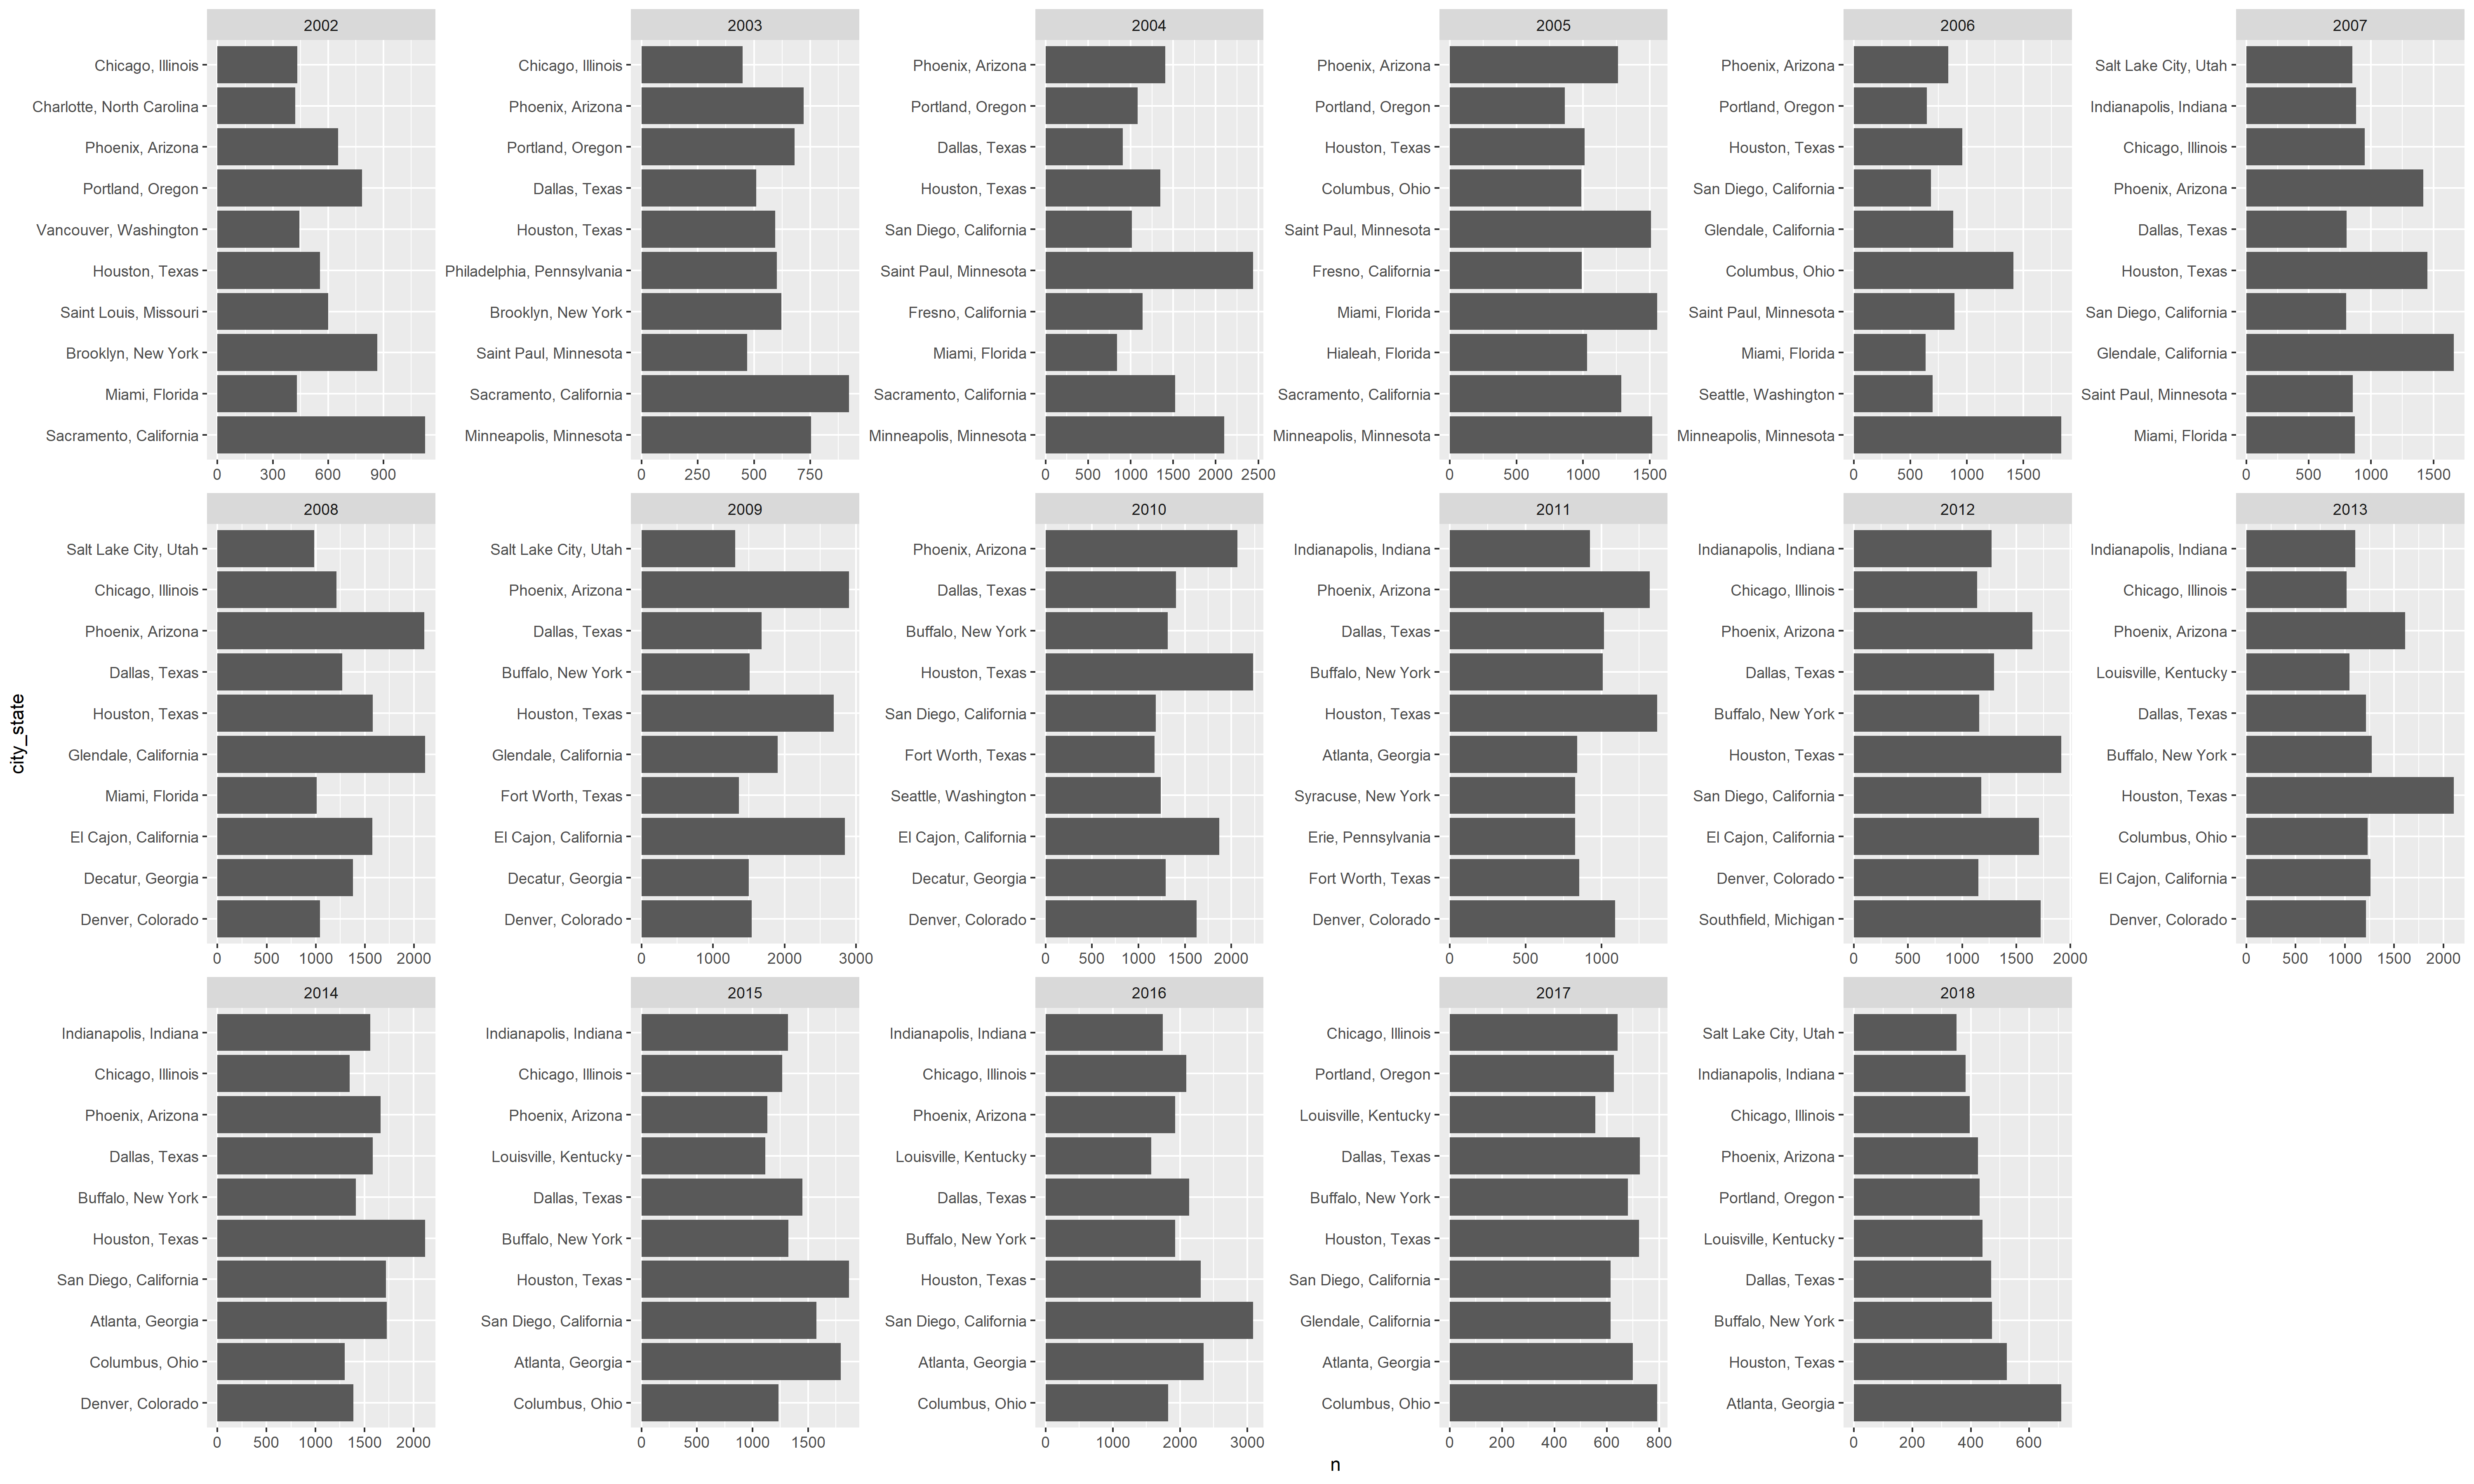 city_state
2002
Chicago, Illinois
Charlotte, North Carolina
Phoenix, Arizona
Portland, Oregon
Vancouver, Washington
Houston, Texas
Saint Louis, Missouri
Brooklyn, New York
Miami, Florida
Sacramento, California
0 300 600 900
2003
Chicago, Illinois
Phoenix, Arizona
Portland, Oregon
Dallas, Texas
Houston, Texas
Philadelphia, Pennsylvania
Brooklyn, New York
Saint Paul, Minnesota
Sacramento, California
Minneapolis, Minnesota
0 250 500 750
2004
Phoenix, Arizona
Portland, Oregon
Dallas, Texas
Houston, Texas
San Diego, California
Saint Paul, Minnesota
Fresno, California
Miami, Florida
Sacramento, California
Minneapolis, Minnesota
0 500 1000 1500 2000 2500
2005
Phoenix, Arizona
Portland, Oregon
Houston, Texas
Columbus, Ohio
Saint Paul, Minnesota
Fresno, California
Miami, Florida
Hialeah, Florida
Sacramento, California
Minneapolis, Minnesota
0 500 1000 1500
2006
Phoenix, Arizona
Portland, Oregon
Houston, Texas
San Diego, California
Glendale, California
Columbus, Ohio
Saint Paul, Minnesota
Miami, Florida
Seattle, Washington
Minneapolis, Minnesota
0 500 1000 1500
2007
Salt Lake City, Utah
Indianapolis, Indiana
Chicago, Illinois
Phoenix, Arizona
Dallas, Texas
Houston, Texas
San Diego, California
Glendale, California
Saint Paul, Minnesota
Miami, Florida
0 500 1000 1500
2008
Salt Lake City, Utah
Chicago, Illinois
Phoenix, Arizona
Dallas, Texas
Houston, Texas
Glendale, California
Miami, Florida
El Cajon, California
Decatur, Georgia
Denver, Colorado
0 500 1000 1500 2000
2009
Salt Lake City, Utah
Phoenix, Arizona
Dallas, Texas
Buffalo, New York
Houston, Texas
Glendale, California
Fort Worth, Texas
El Cajon, California
Decatur, Georgia
Denver, Colorado
0 1000 2000 3000
2010
Phoenix, Arizona
Dallas, Texas
Buffalo, New York
Houston, Texas
San Diego, California
Fort Worth, Texas
Seattle, Washington
El Cajon, California
Decatur, Georgia
Denver, Colorado
0 500 1000 1500 2000
2011
Indianapolis, Indiana
Phoenix, Arizona
Dallas, Texas
Buffalo, New York
Houston, Texas
Atlanta, Georgia
Syracuse, New York
Erie, Pennsylvania
Fort Worth, Texas
Denver, Colorado
0 500 1000
2012
Indianapolis, Indiana
Chicago, Illinois
Phoenix, Arizona
Dallas, Texas
Buffalo, New York
Houston, Texas
San Diego, California
El Cajon, California
Denver, Colorado
Southfield, Michigan
0 500 1000 1500 2000
2013
Indianapolis, Indiana
Chicago, Illinois
Phoenix, Arizona
Louisville, Kentucky
Dallas, Texas
Buffalo, New York
Houston, Texas
Columbus, Ohio
El Cajon, California
Denver, Colorado
0 500 1000 1500 2000
2014
Indianapolis, Indiana
Chicago, Illinois
Phoenix, Arizona
Dallas, Texas
Buffalo, New York
Houston, Texas
San Diego, California
Atlanta, Georgia
Columbus, Ohio
Denver, Colorado
0 500 1000 1500 2000
2015
Indianapolis, Indiana
Chicago, Illinois
Phoenix, Arizona
Louisville, Kentucky
Dallas, Texas
Buffalo, New York
Houston, Texas
San Diego, California
Atlanta, Georgia
Columbus, Ohio
0 500 1000 1500
2016
Indianapolis, Indiana
Chicago, Illinois
Phoenix, Arizona
Louisville, Kentucky
Dallas, Texas
Buffalo, New York
Houston, Texas
San Diego, California
Atlanta, Georgia
Columbus, Ohio
0 1000 2000 3000
2017
Chicago, Illinois
Portland, Oregon
Louisville, Kentucky
Dallas, Texas
Buffalo, New York
Houston, Texas
San Diego, California
Glendale, California
Atlanta, Georgia
Columbus, Ohio
0 200 400 600 800
2018
Salt Lake City, Utah
Indianapolis, Indiana
Chicago, Illinois
Phoenix, Arizona
Portland, Oregon
Louisville, Kentucky
Dallas, Texas
Buffalo, New York
Houston, Texas
Atlanta, Georgia
0 200 400 600
n